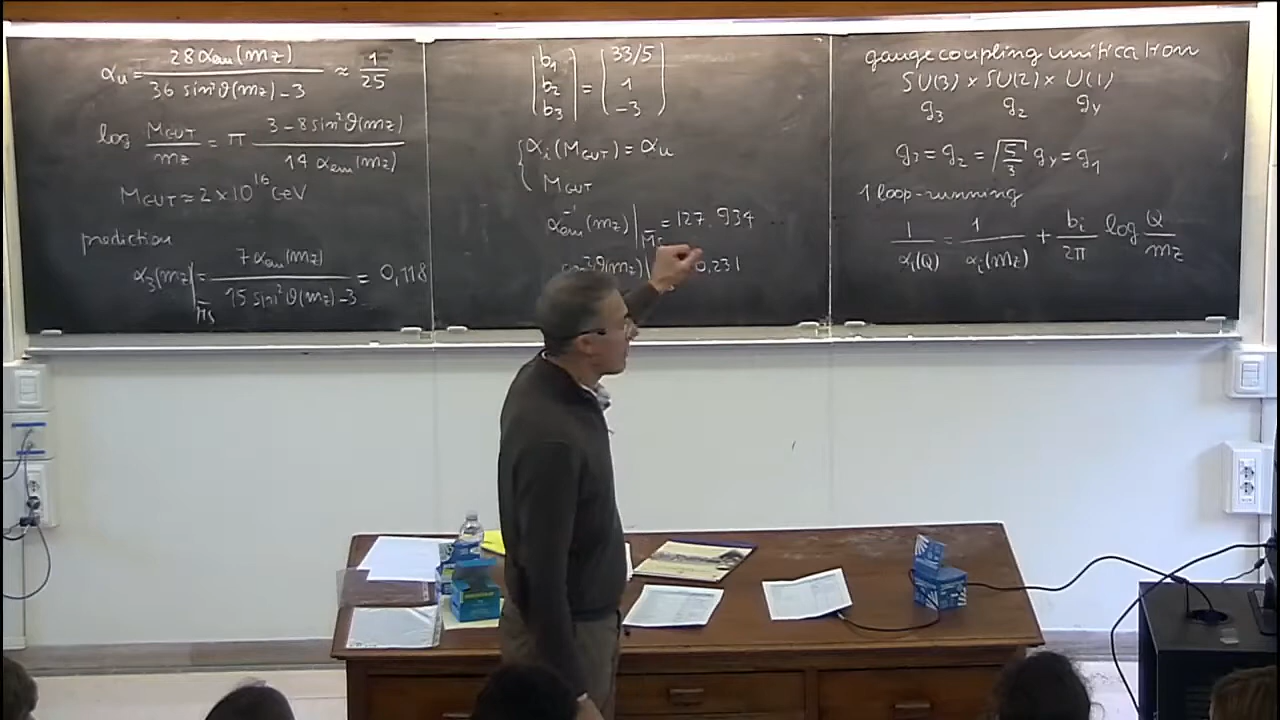 αu = 28 αem(mz) / 36 sin²ϑ(mz) – 3 ≈ 1/25
log MGUT/mz = π 3 – 8 sin²ϑ(mz) / 14 αem(mz)
MGUT ≈ 2 × 10^16 GeV
prediction
α3(mz)|M̄S = 7 αem(mz) / 15 sin²ϑ(mz) – 3 = 0,118
(b1 b2 b3) = (33/5 1 –3)
{ αi(MGUT) = αu
MGUT
αem⁻¹(mz)|M̄S = 127.934
ϑ(mz)| 0,231
gauge coupling unification
SU(3) × SU(2) × U(1)
g3 g2 gY
g3 = g2 = √5/3 gY = g1
1 loop-running
1/αi(Q) = 1/αi(mz) + bi/2π log Q/mz